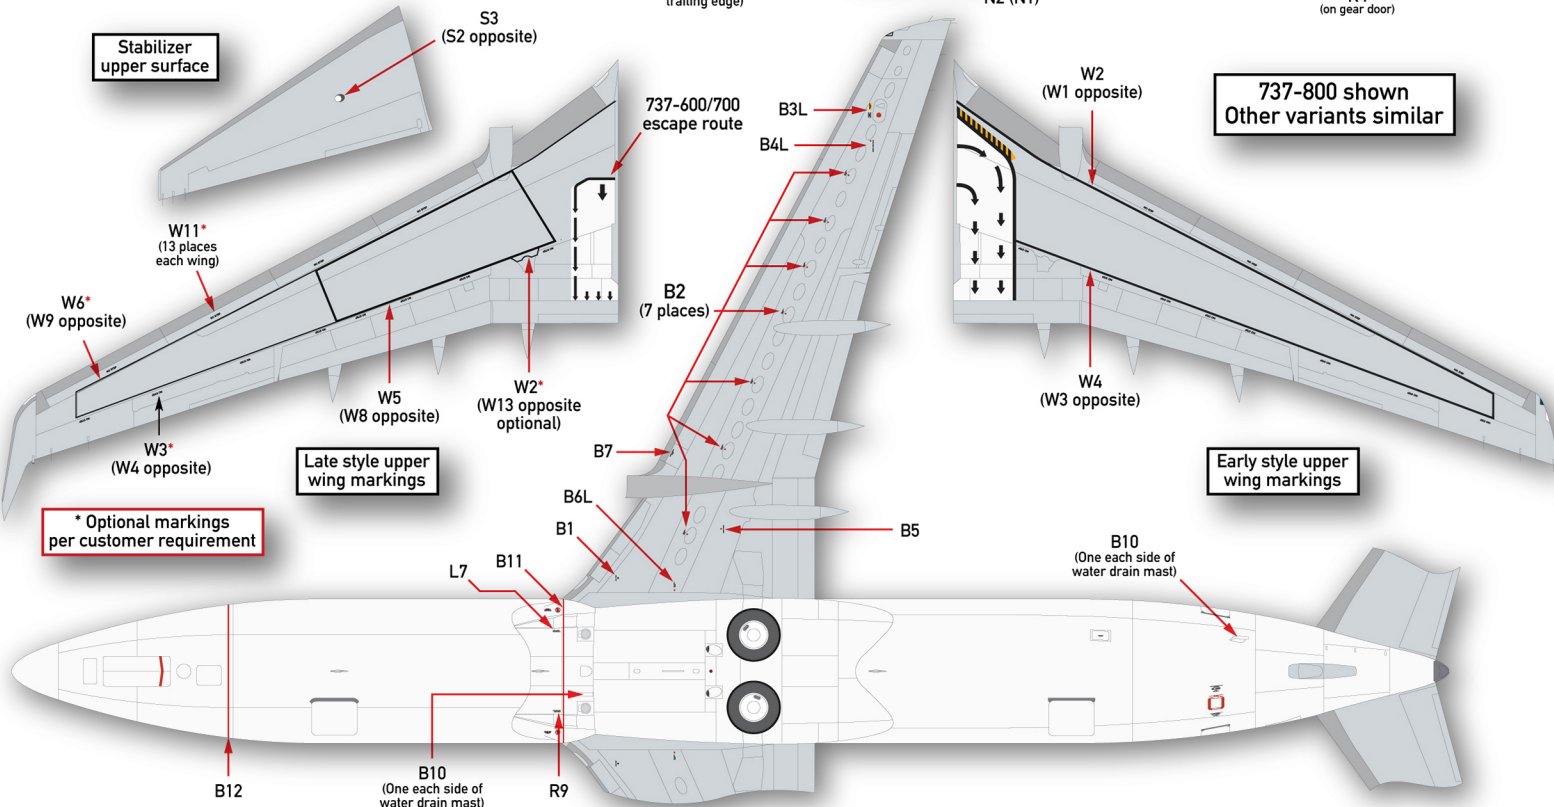 trailing edge)
N2 (N1)
(on gear door)
S3
(S2 opposite)
Stabilizer
upper surface
737-600/700
escape route
B3L
B4L
W2
(W1 opposite)
737-800 shown
Other variants similar
W11*
(13 places
each wing)
W6*
(W9 opposite)
B2
(7 places)
W5
(W8 opposite)
W2*
(W13 opposite
optional)
W4
(W3 opposite)
W3*
(W4 opposite)
Late style upper
wing markings
B7
Early style upper
wing markings
B6L
B1
B5
* Optional markings
per customer requirement
B10
(One each side of
water drain mast)
B11
L7
B12
B10
(One each side of
water drain mast)
R9